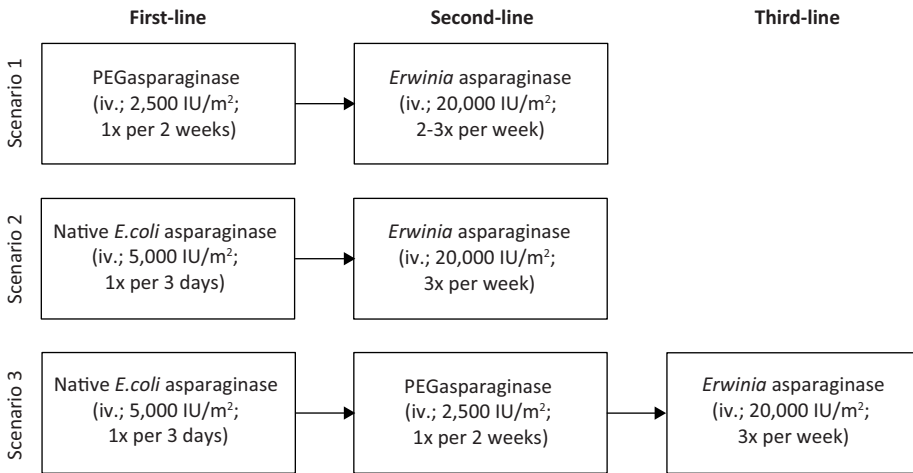 First-line
Second-line
Third-line
Scenario 1
PEGasparaginase
(iv.; 2,500 IU/m²;
1x per 2 weeks)
Erwinia asparaginase
(iv.; 20,000 IU/m²;
2-3x per week)
Scenario 2
Native E.coli asparaginase
(iv.; 5,000 IU/m²;
1x per 3 days)
Erwinia asparaginase
(iv.; 20,000 IU/m²;
3x per week)
Scenario 3
Native E.coli asparaginase
(iv.; 5,000 IU/m²;
1x per 3 days)
PEGasparaginase
(iv.; 2,500 IU/m²;
1x per 2 weeks)
Erwinia asparaginase
(iv.; 20,000 IU/m²;
3x per week)